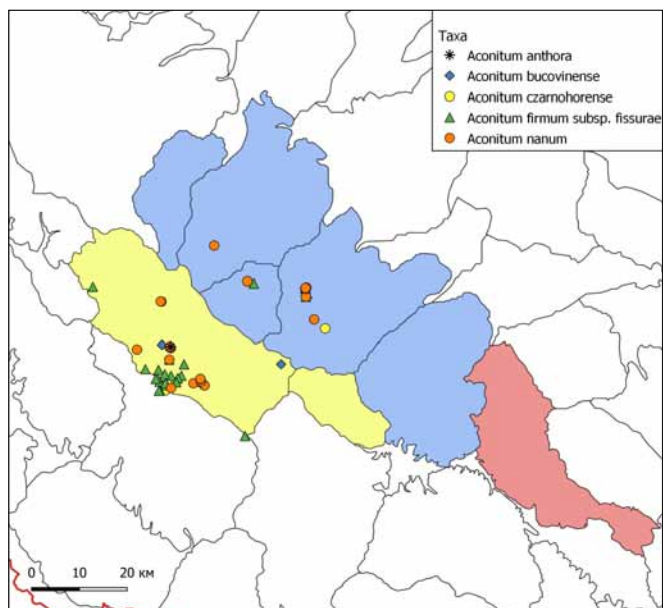 Taxa
Aconitum anthora
Aconitum bucovinense
Aconitum czarnohorense
Aconitum firmum subsp. fissurae
Aconitum nanum
0 10 20 км